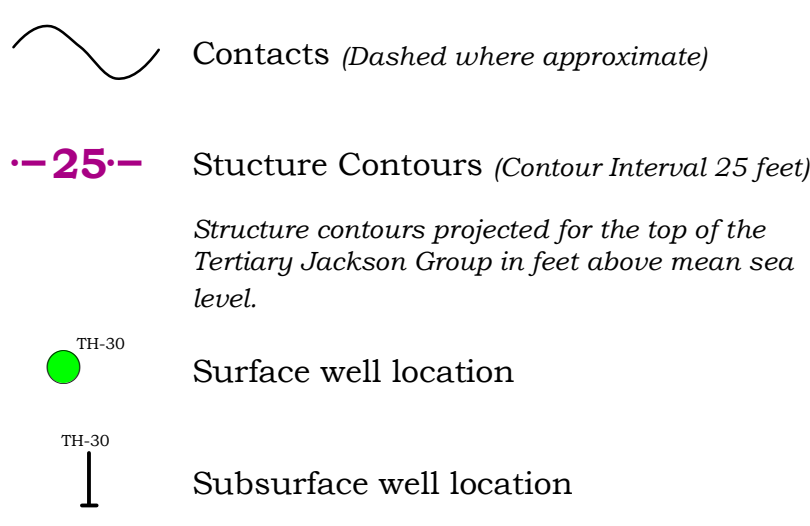 Contacts (Dashed where approximate)
·–25·– Stucture Contours (Contour Interval 25 feet)
Structure contours projected for the top of the
Tertiary Jackson Group in feet above mean sea
level.
TH-30
Surface well location
TH-30
Subsurface well location